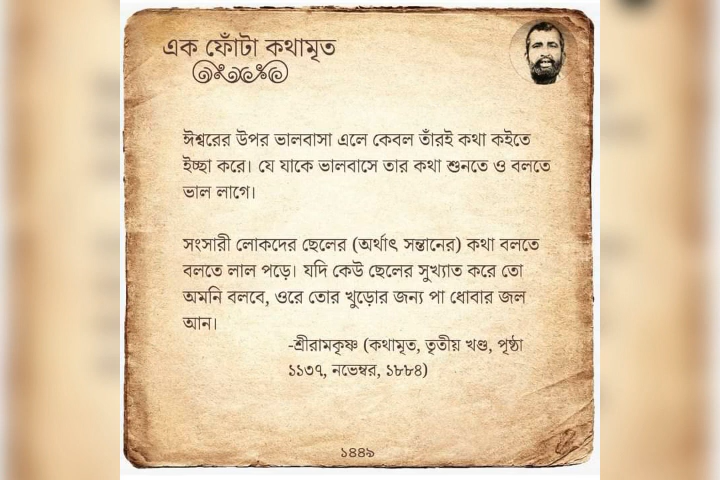 এক ফোঁটা কথামৃত
ঈশ্বরের উপর ভালবাসা এলে কেবল তাঁরই কথা কইতে
ইচ্ছা করে। যে যাকে ভালবাসে তার কথা শুনতে ও বলতে
ভাল লাগে।
সংসারী লোকদের ছেলের (অর্থাৎ সন্তানের) কথা বলতে
বলতে লাল পড়ে। যদি কেউ ছেলের সুখ্যাত করে তো
অমনি বলবে, ওরে তোর খুড়োর জন্য পা ধোবার জল
আন।
-শ্রীরামকৃষ্ণ (কথামৃত, তৃতীয় খণ্ড, পৃষ্ঠা
১১৩৭, নভেম্বর, ১৮৮৪)
১৪৪৯